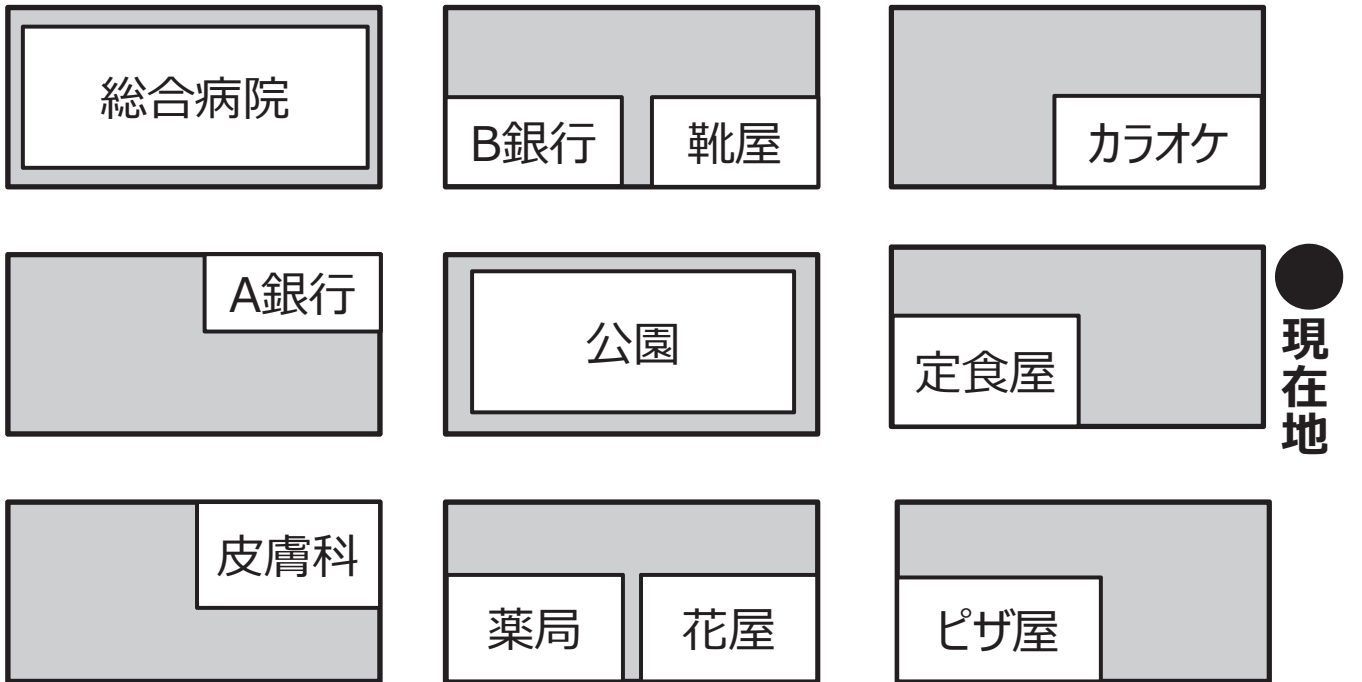 総合病院
B銀行
靴屋
カラオケ
A銀行
公園
定食屋
現在地
皮膚科
薬局
花屋
ピザ屋